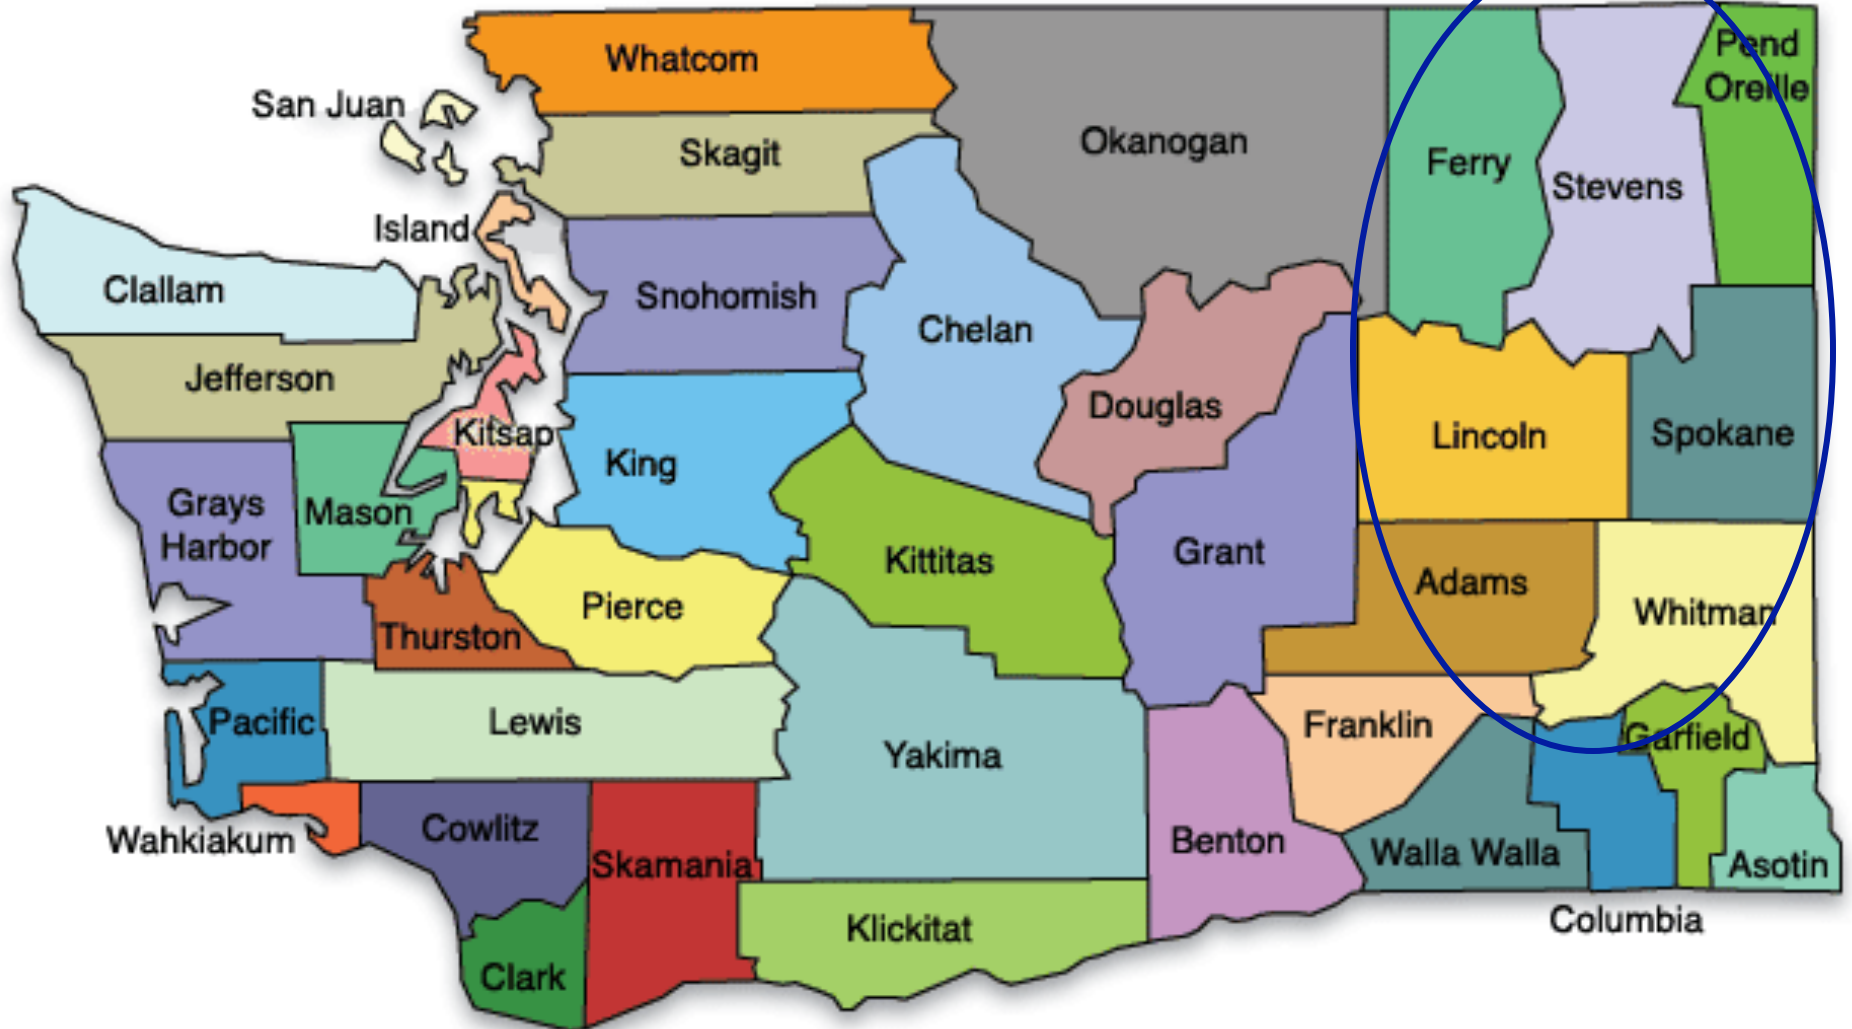 Whatcom
Pend
Oreille
San Juan
Skagit
Okanogan
Ferry
Stevens
Island
Clallam
Snohomish
Chelan
Jefferson
Douglas
Kitsap
King
Lincoln
Spokane
Grays
Harbor
Mason
Kittitas
Grant
Adams
Pierce
Whitman
Thurston
Pacific
Lewis
Yakima
Franklin
Garfield
Wahkiakum
Cowlitz
Skamania
Benton
Walla Walla
Asotin
Klickitat
Columbia
Clark